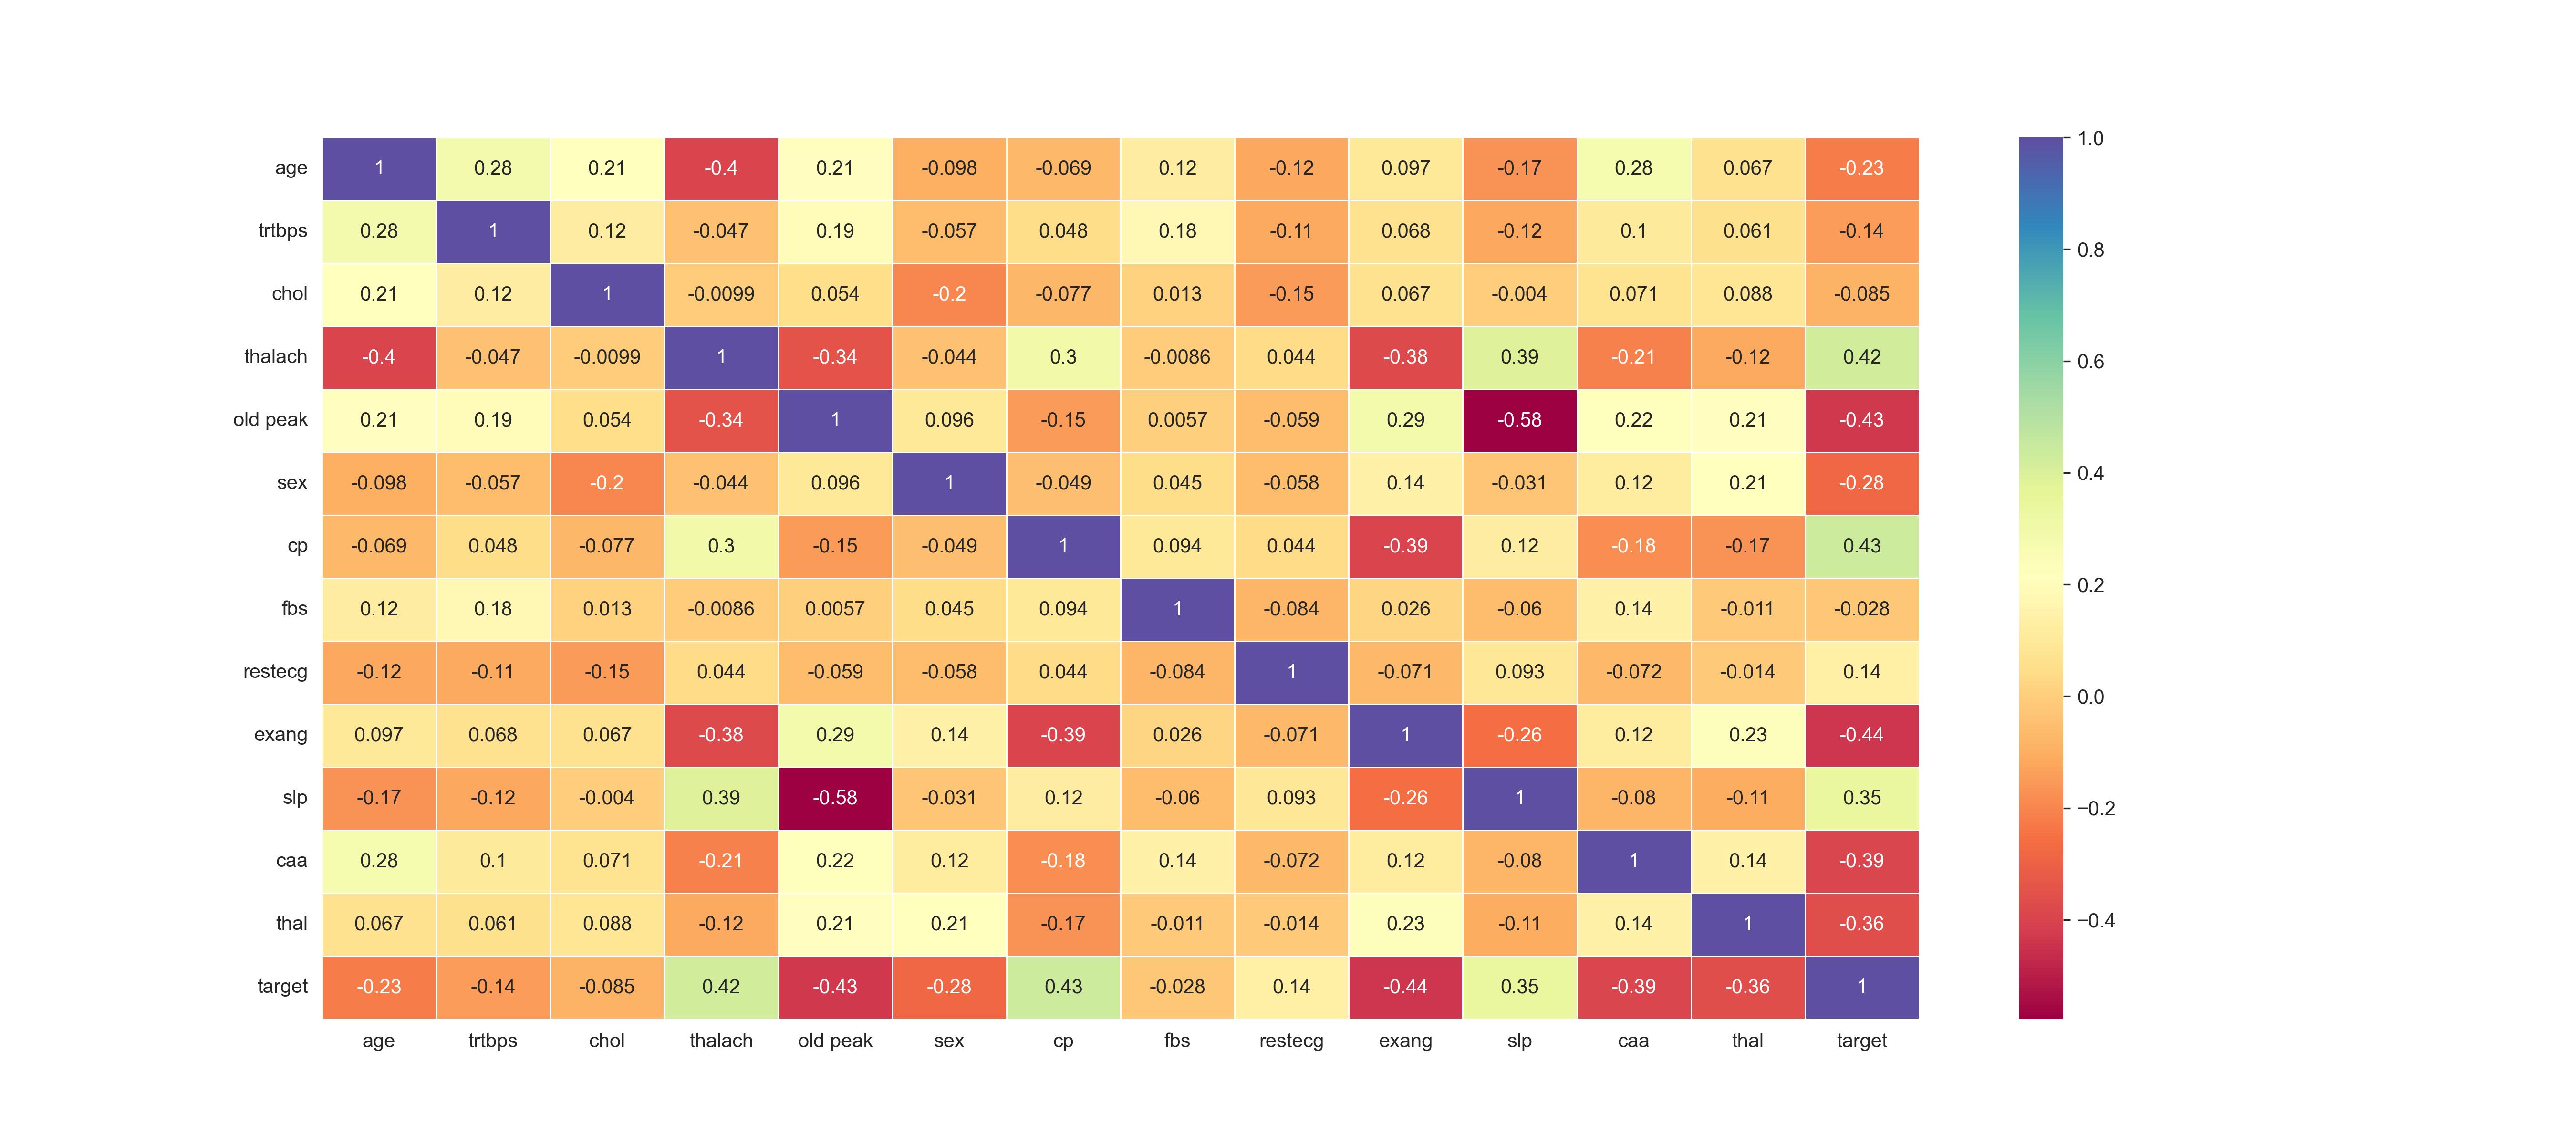 age 1 0.28 0.21 -0.4 0.21 -0.098 -0.069 0.12 -0.12 0.097 -0.17 0.28 0.067 -0.23
trtbps 0.28 1 0.12 -0.047 0.19 -0.057 0.048 0.18 -0.11 0.068 -0.12 0.1 0.061 -0.14
chol 0.21 0.12 1 -0.0099 0.054 -0.2 -0.077 0.013 -0.15 0.067 -0.004 0.071 0.088 -0.085
thalach -0.4 -0.047 -0.0099 1 -0.34 -0.044 0.3 -0.0086 0.044 -0.38 0.39 -0.21 -0.12 0.42
old peak 0.21 0.19 0.054 -0.34 1 0.096 -0.15 0.0057 -0.059 0.29 -0.58 0.22 0.21 -0.43
sex -0.098 -0.057 -0.2 -0.044 0.096 1 -0.049 0.045 -0.058 0.14 -0.031 0.12 0.21 -0.28
cp -0.069 0.048 -0.077 0.3 -0.15 -0.049 1 0.094 0.044 -0.39 0.12 -0.18 -0.17 0.43
fbs 0.12 0.18 0.013 -0.0086 0.0057 0.045 0.094 1 -0.084 0.026 -0.06 0.14 -0.011 -0.028
restecg -0.12 -0.11 -0.15 0.044 -0.059 -0.058 0.044 -0.084 1 -0.071 0.093 -0.072 -0.014 0.14
exang 0.097 0.068 0.067 -0.38 0.29 0.14 -0.39 0.026 -0.071 1 -0.26 0.12 0.23 -0.44
slp -0.17 -0.12 -0.004 0.39 -0.58 -0.031 0.12 -0.06 0.093 -0.26 1 -0.08 -0.11 0.35
caa 0.28 0.1 0.071 -0.21 0.22 0.12 -0.18 0.14 -0.072 0.12 -0.08 1 0.14 -0.39
thal 0.067 0.061 0.088 -0.12 0.21 0.21 -0.17 -0.011 -0.014 0.23 -0.11 0.14 1 -0.36
target -0.23 -0.14 -0.085 0.42 -0.43 -0.28 0.43 -0.028 0.14 -0.44 0.35 -0.39 -0.36 1
age trtbps chol thalach old peak sex cp fbs restecg exang slp caa thal target
1.0
0.8
0.6
0.4
0.2
0.0
−0.2
−0.4